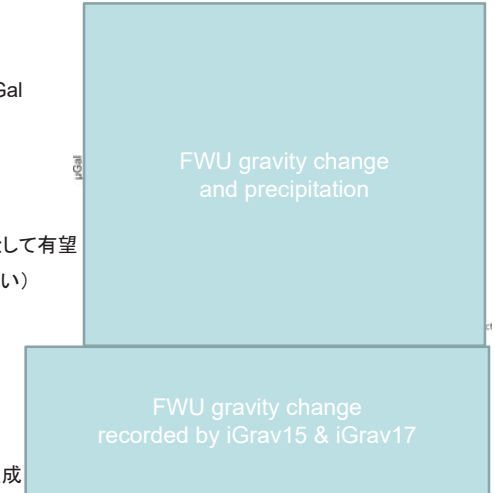 Gal
μGal
FWU gravity change
and precipitation
して有望
い）
FWU gravity change
recorded by iGrav15 & iGrav17
成